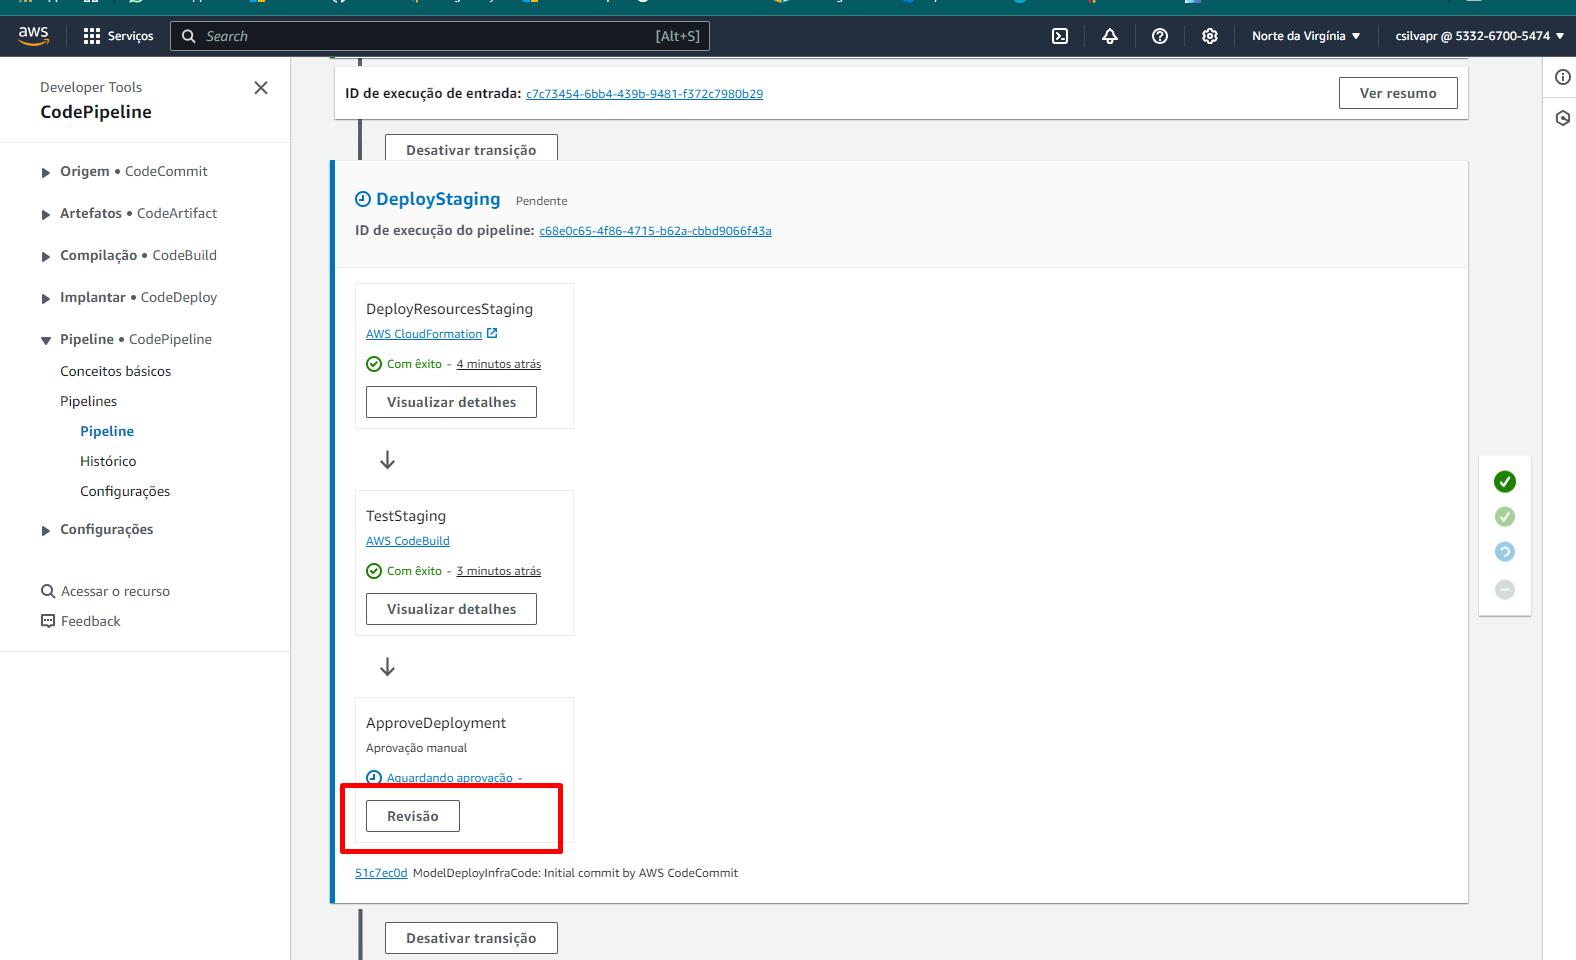 aws
Serviços
Search
[Alt+S]
Norte da Virgínia
csilvapr @ 5332-6700-5474
Developer Tools
CodePipeline
Origem • CodeCommit
Artefatos • CodeArtifact
Compilação • CodeBuild
Implantar • CodeDeploy
Pipeline • CodePipeline
Conceitos básicos
Pipelines
Pipeline
Histórico
Configurações
Configurações
Acessar o recurso
Feedback
ID de execução de entrada: c7c73454-6bb4-439b-9481-f372c7980b29
Ver resumo
Desativar transição
DeployStaging Pendente
ID de execução do pipeline: c68e0c65-4f86-4715-b62a-cbbd9066f43a
DeployResourcesStaging
AWS CloudFormation
Com êxito - 4 minutos atrás
Visualizar detalhes
TestStaging
AWS CodeBuild
Com êxito - 3 minutos atrás
Visualizar detalhes
ApproveDeployment
Aprovação manual
Aguardando aprovação -
Revisão
51c7ec0d ModelDeployInfraCode: Initial commit by AWS CodeCommit
Desativar transição